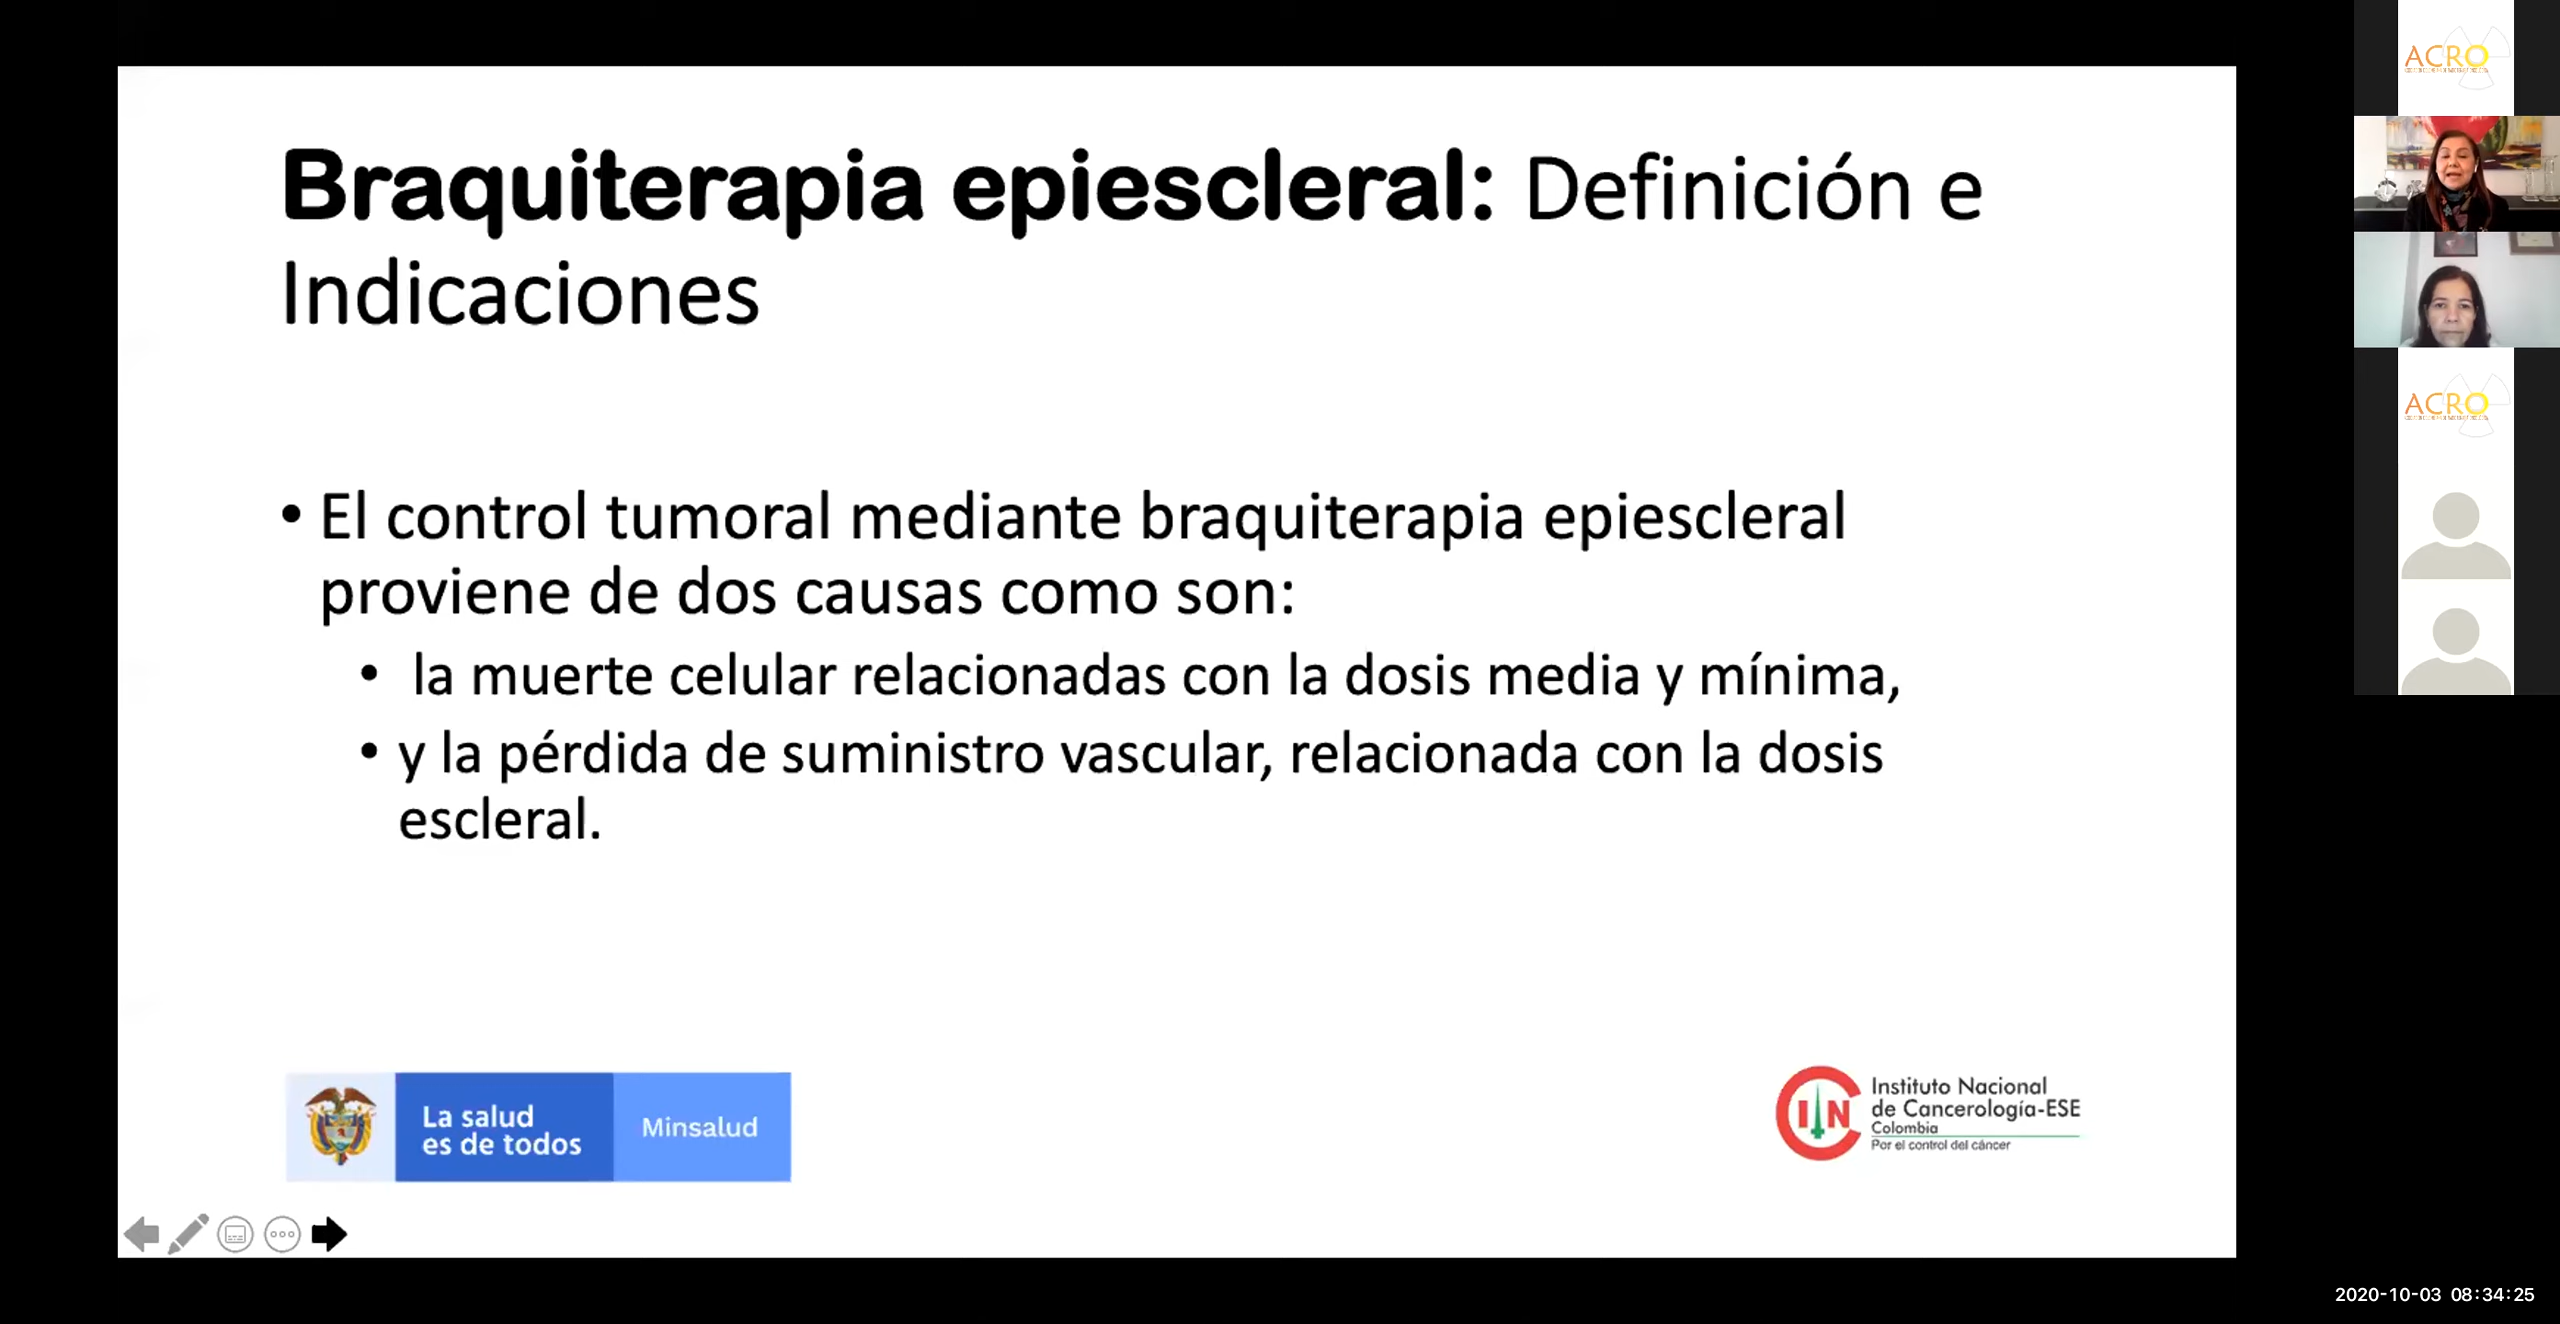 Braquiterapia epiescleral: Definición e
Indicaciones
• El control tumoral mediante braquiterapia epiescleral
proviene de dos causas como son:
• la muerte celular relacionadas con la dosis media y mínima,
• y la pérdida de suministro vascular, relacionada con la dosis
escleral.
La salud
es de todos
Minsalud
Instituto Nacional
de Cancerología-ESE
Colombia
Por el control del cáncer
ACRO
ACRO
2020-10-03 08:34:25